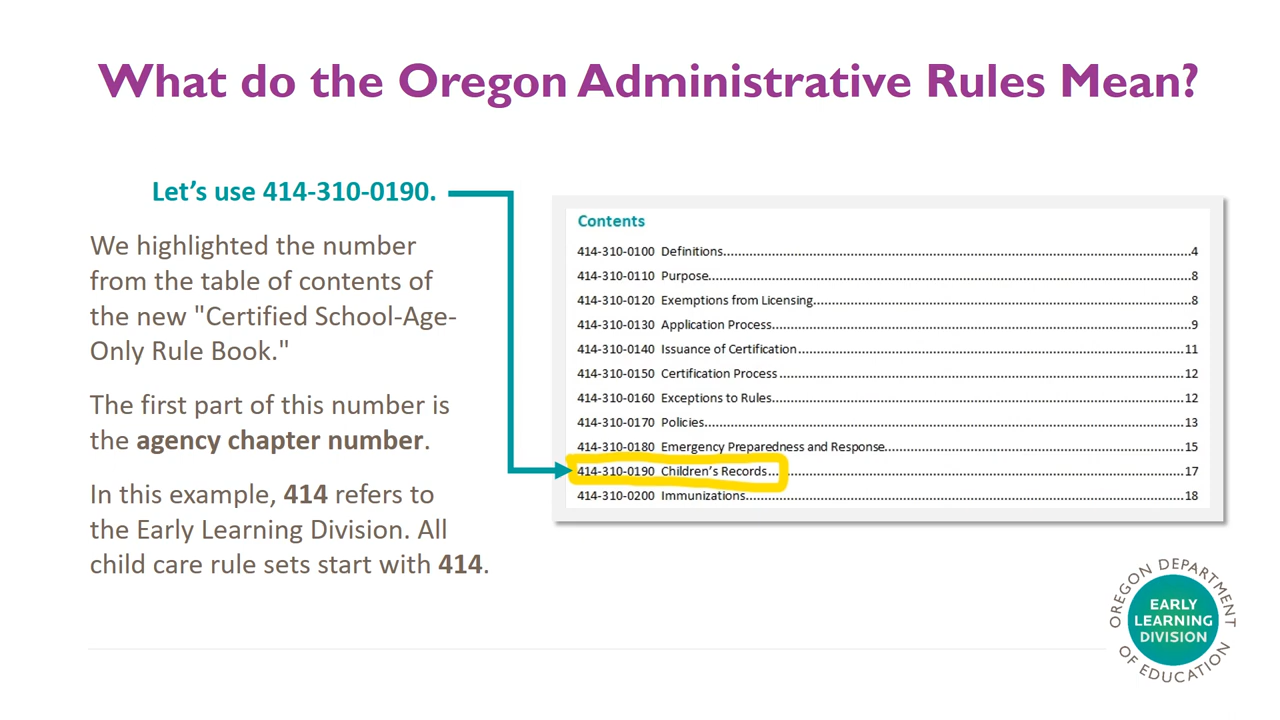 What do the Oregon Administrative Rules Mean?
Let's use 414-310-0190.
We highlighted the number
from the table of contents of
the new "Certified School-Age-
Only Rule Book."
The first part of this number is
the agency chapter number.
In this example, 414 refers to
the Early Learning Division. All
child care rule sets start with 414.
Contents
414-310-0100 Definitions....................4
414-310-0110 Purpose....................8
414-310-0120 Exemptions from Licensing....................8
414-310-0130 Application Process....................9
414-310-0140 Issuance of Certification....................11
414-310-0150 Certification Process....................12
414-310-0160 Exceptions to Rules....................12
414-310-0170 Policies....................13
414-310-0180 Emergency Preparedness and Response....................15
414-310-0190 Children's Records....................17
414-310-0200 Immunizations....................18
OREGON DEPARTMENT
EARLY
LEARNING
DIVISION
OF EDUCATION